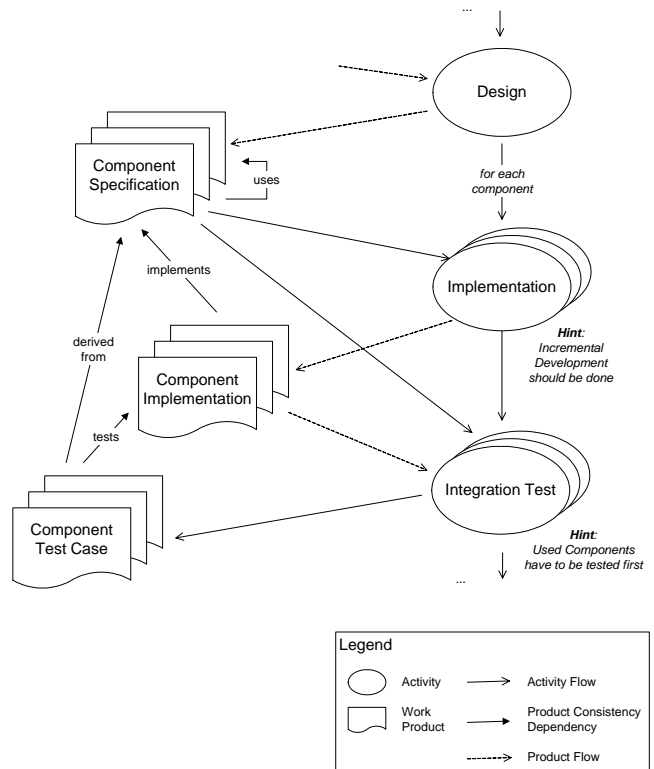 ...
Design
Component
Specification
uses
for each
component
implements
Implementation
derived
from
Hint:
Incremental
Development
should be done
Component
Implementation
tests
Integration Test
Component
Test Case
Hint:
Used Components
have to be tested first
...
Legend
Activity
Activity Flow
Work
Product
Product Consistency
Dependency
Product Flow